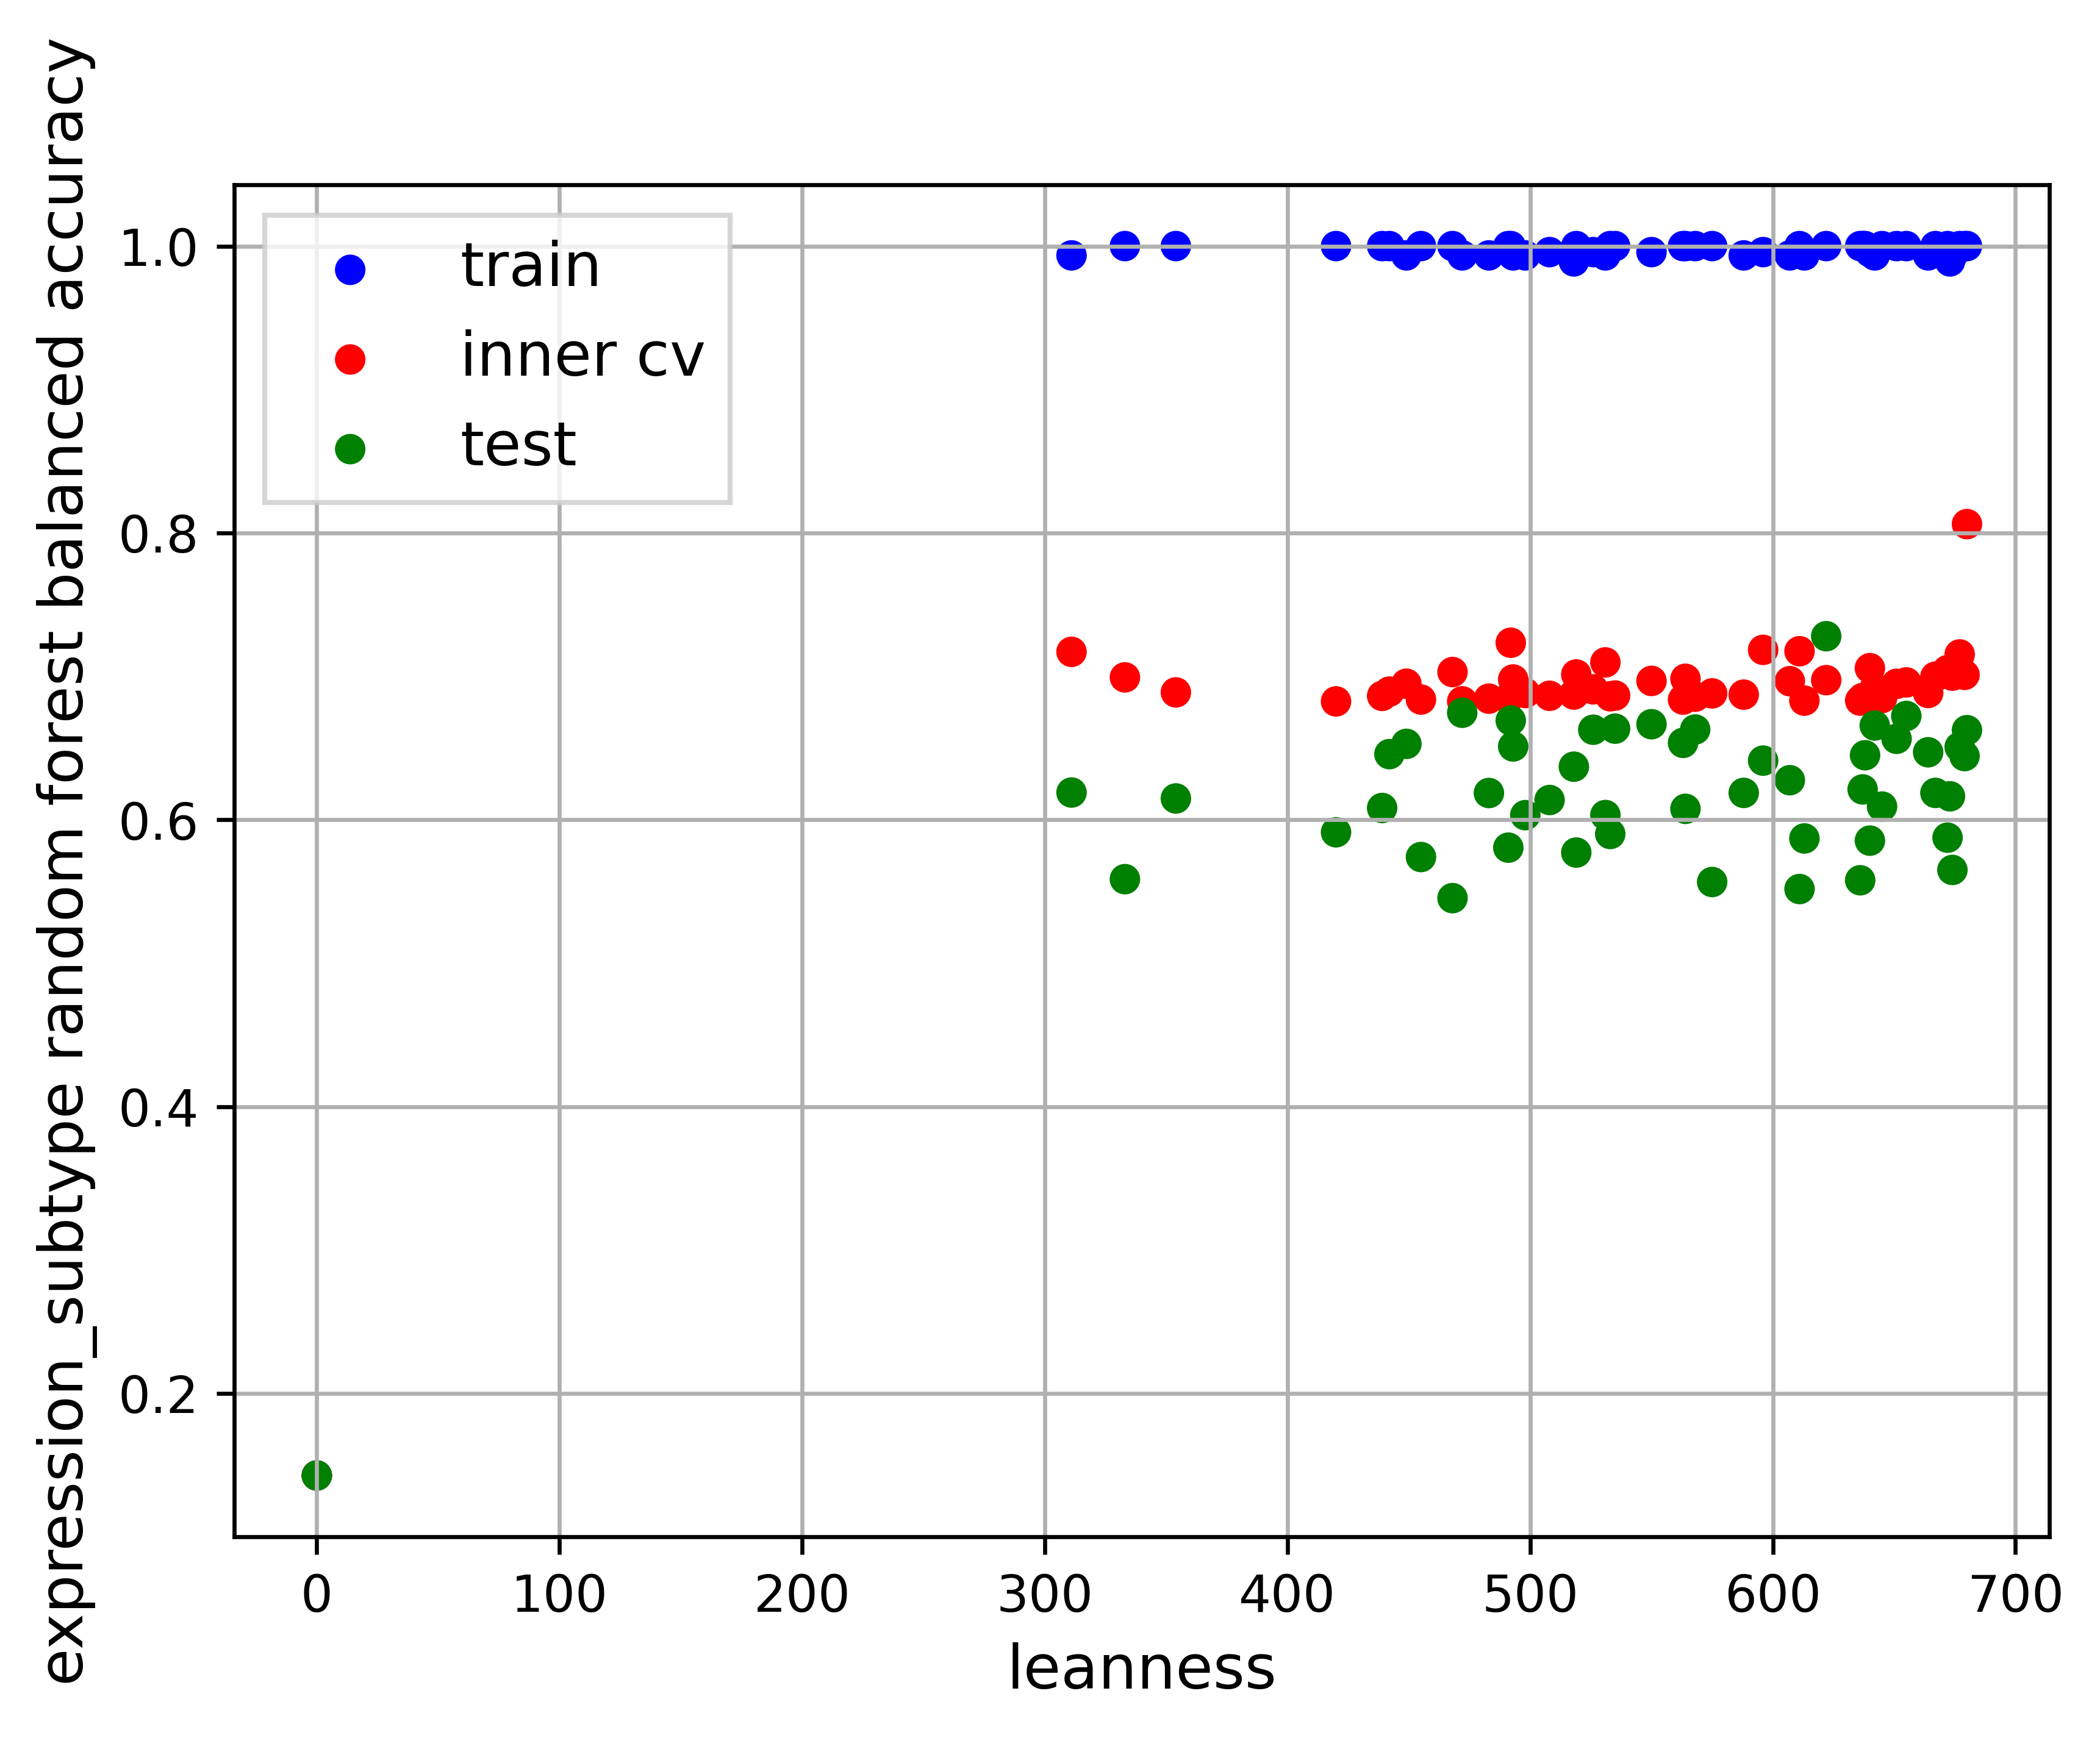 expression_subtype random forest balanced accuracy
1.0
0.8
0.6
0.4
0.2
train
inner cv
test
0 100 200 300 400 500 600 700
leanness